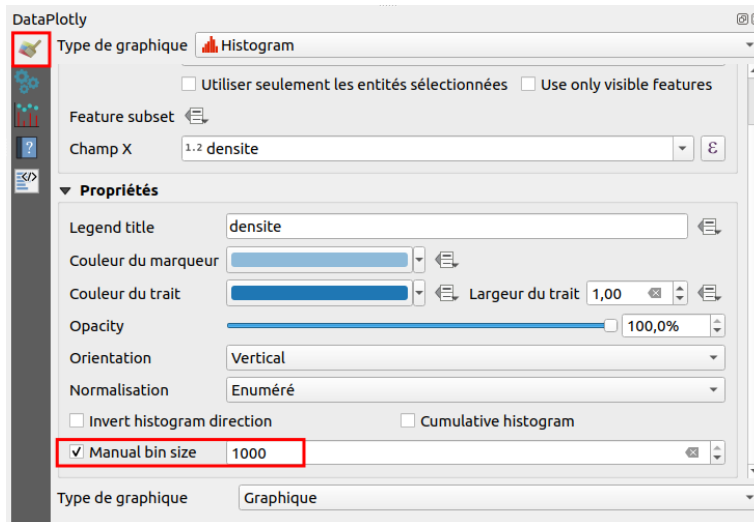 DataPlotly
Type de graphique Histogram
Utiliser seulement les entités sélectionnées Use only visible features
Feature subset
Champ X 1.2 densite ε
Propriétés
Legend title densite
Couleur du marqueur
Couleur du trait Largeur du trait 1,00
Opacity 100,0%
Orientation Vertical
Normalisation Enuméré
Invert histogram direction Cumulative histogram
Manual bin size 1000
Type de graphique Graphique